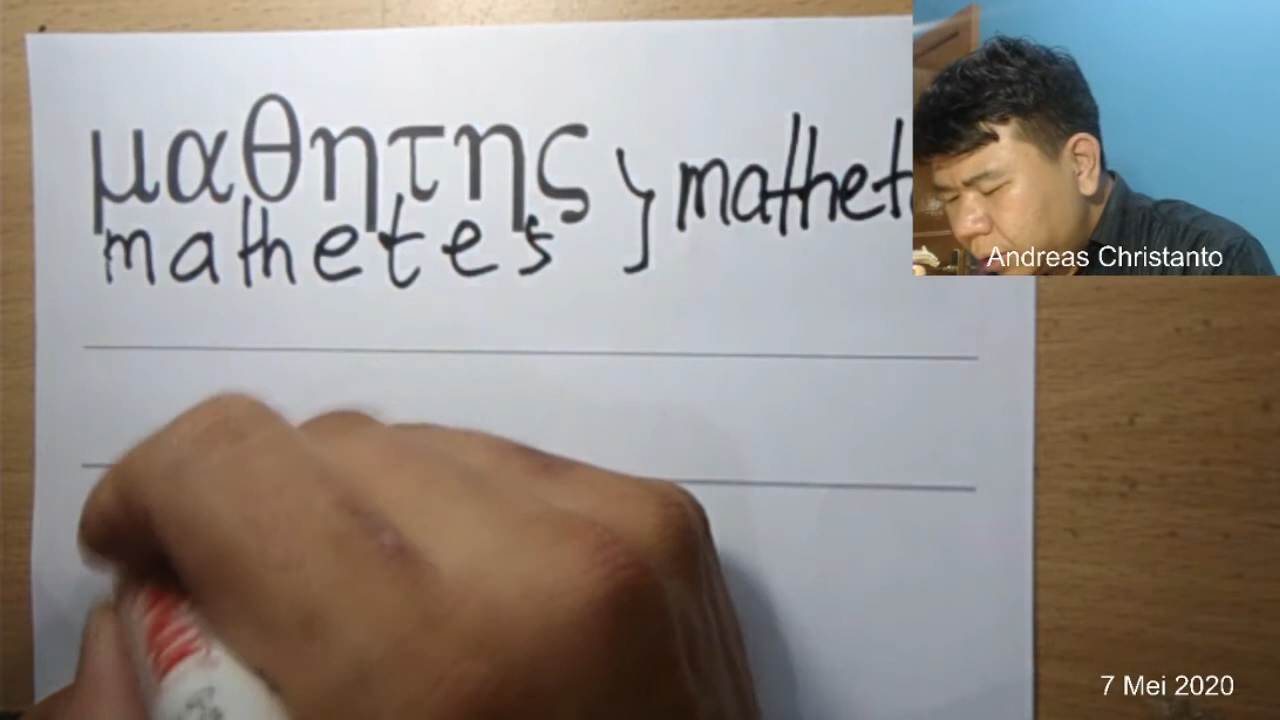 μαθητης } mathet
mathetes
Andreas Christanto
7 Mei 2020